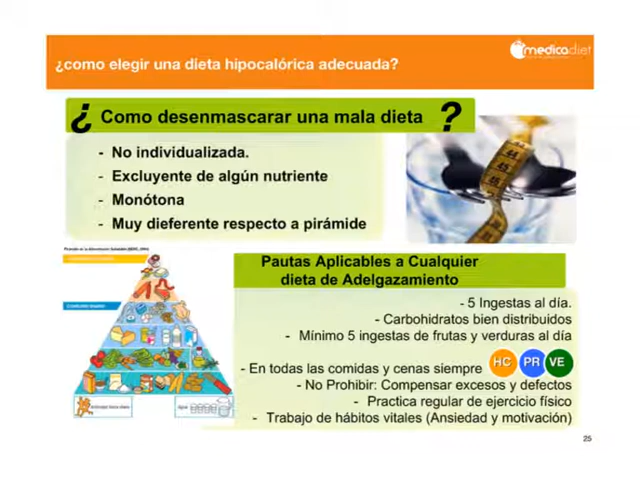 medicadiet
¿como elegir una dieta hipocalórica adecuada?
¿ Como desenmascarar una mala dieta ?
- No individualizada.
- Excluyente de algún nutriente
- Monótona
- Muy dieferente respecto a pirámide
Pautas Aplicables a Cualquier
dieta de Adelgazamiento
- 5 Ingestas al día.
- Carbohidratos bien distribuidos
- Mínimo 5 ingestas de frutas y verduras al día
- En todas las comidas y cenas siempre HC PR VE
- No Prohibir: Compensar excesos y defectos
- Practica regular de ejercicio físico
- Trabajo de hábitos vitales (Ansiedad y motivación)
Agua
25